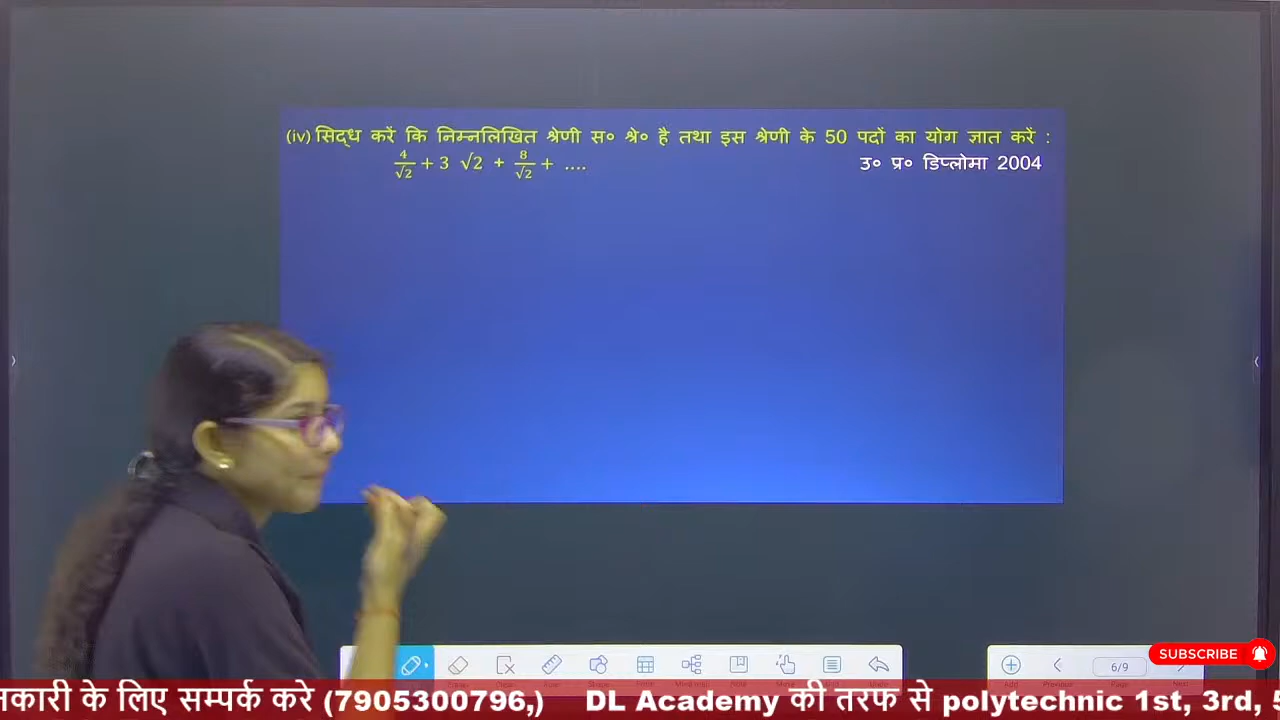 (iv) सिद्ध करें कि निम्नलिखित श्रेणी स० श्रे० है तथा इस श्रेणी के 50 पदों का योग ज्ञात करें :
4/√2 + 3 √2 + 8/√2 + ....
उ० प्र० डिप्लोमा 2004
6/9
SUBSCRIBE
नकारी के लिए सम्पर्क करे (7905300796,) DL Academy की तरफ से polytechnic 1st, 3rd, 5